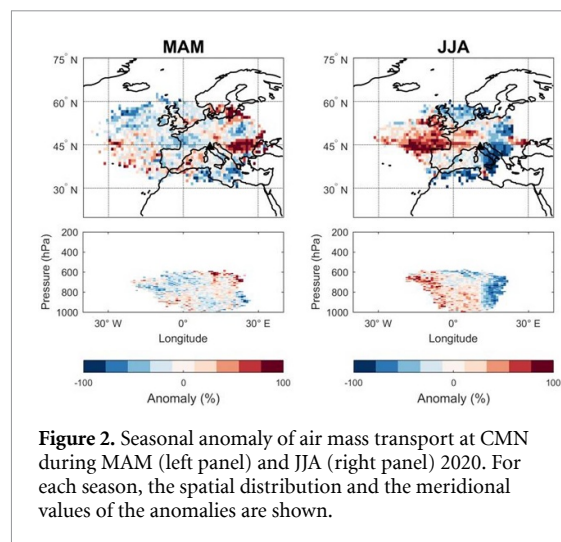 MAM
JJA
75° N
60° N
45° N
30° N
75° N
60° N
45° N
30° N
Pressure (hPa)
200
400
600
800
1000
30° W
0°
30° E
Longitude
Pressure (hPa)
200
400
600
800
1000
30° W
0°
30° E
Longitude
-100
0
100
Anomaly (%)
-100
0
100
Anomaly (%)
Figure 2. Seasonal anomaly of air mass transport at CMN
during MAM (left panel) and JJA (right panel) 2020. For
each season, the spatial distribution and the meridional
values of the anomalies are shown.